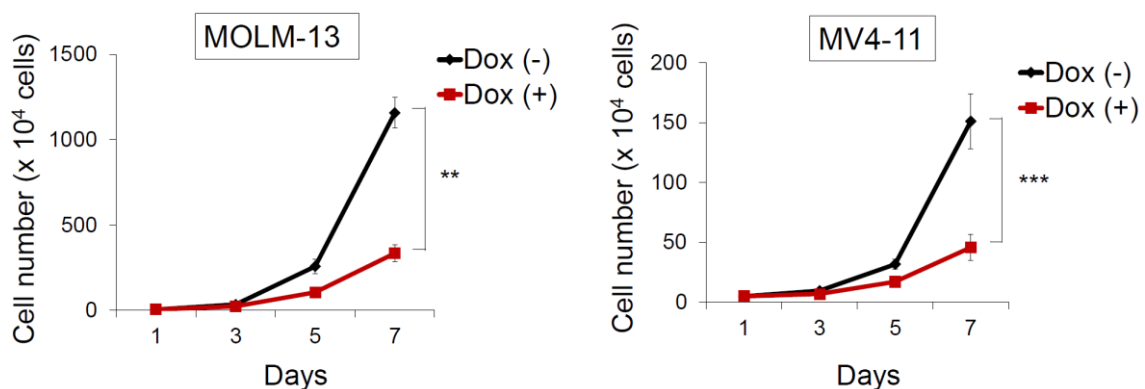 MOLM-13
Cell number (x 10⁴ cells)
1500
1000
500
0
1 3 5 7
Days
Dox (-)
Dox (+)
**
MV4-11
Cell number (x 10⁴ cells)
200
150
100
50
0
1 3 5 7
Days
Dox (-)
Dox (+)
***